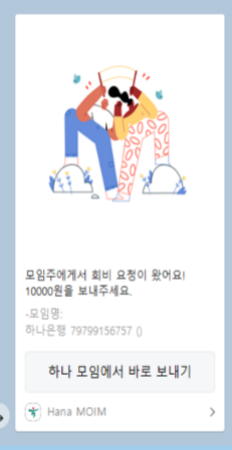 모임주에게서 회비 요청이 왔어요!
10000원을 보내주세요.
-모임명:
하나은행 79799156757 ()
하나 모임에서 바로 보내기
Hana MOIM